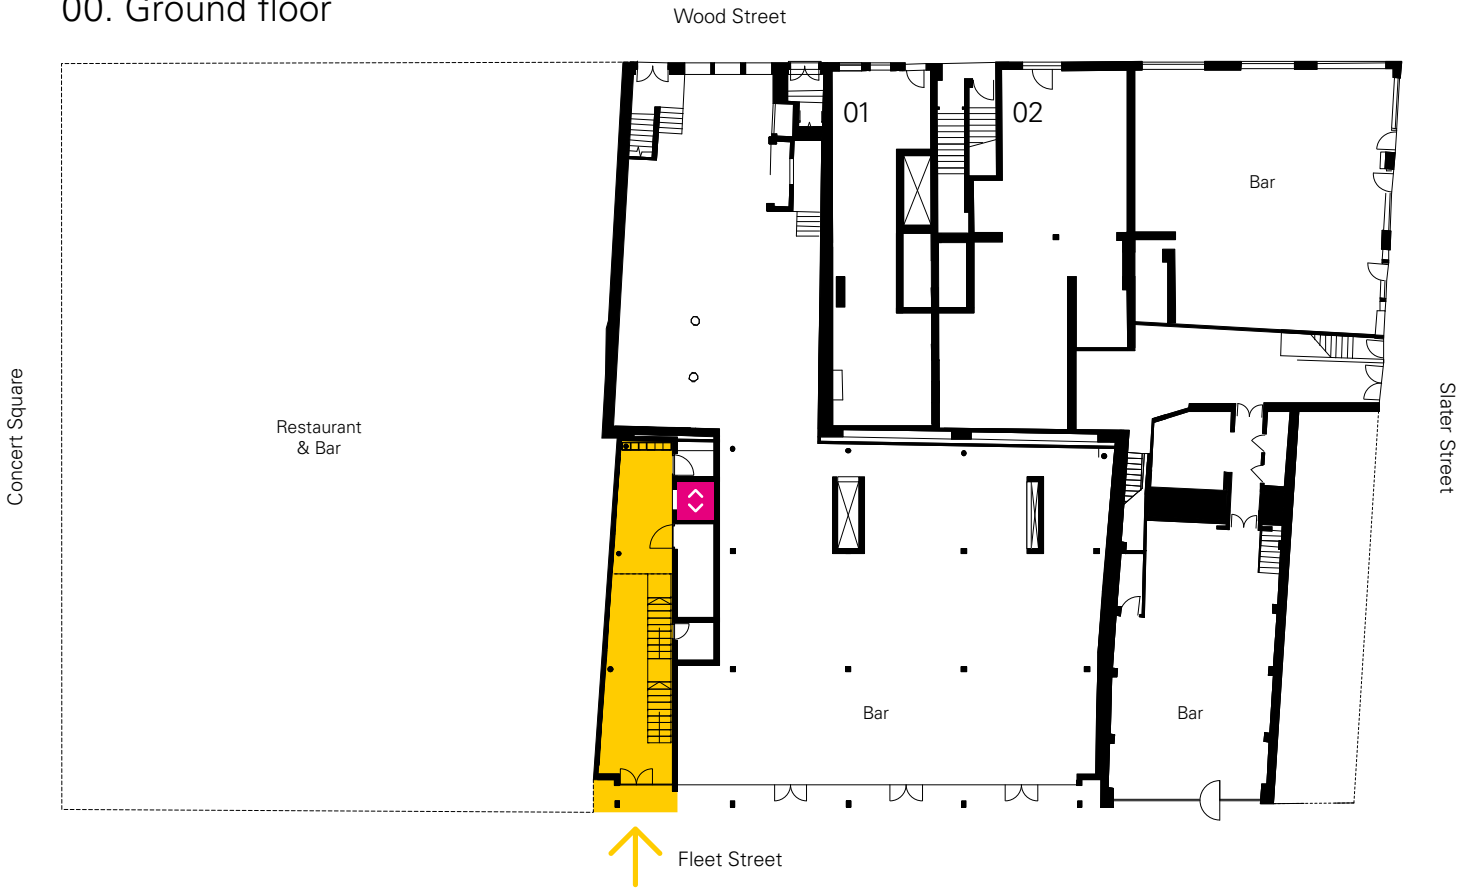 00. Ground floor
Wood Street
01
02
Bar
Concert Square
Restaurant
& Bar
Slater Street
Bar
Bar
Fleet Street